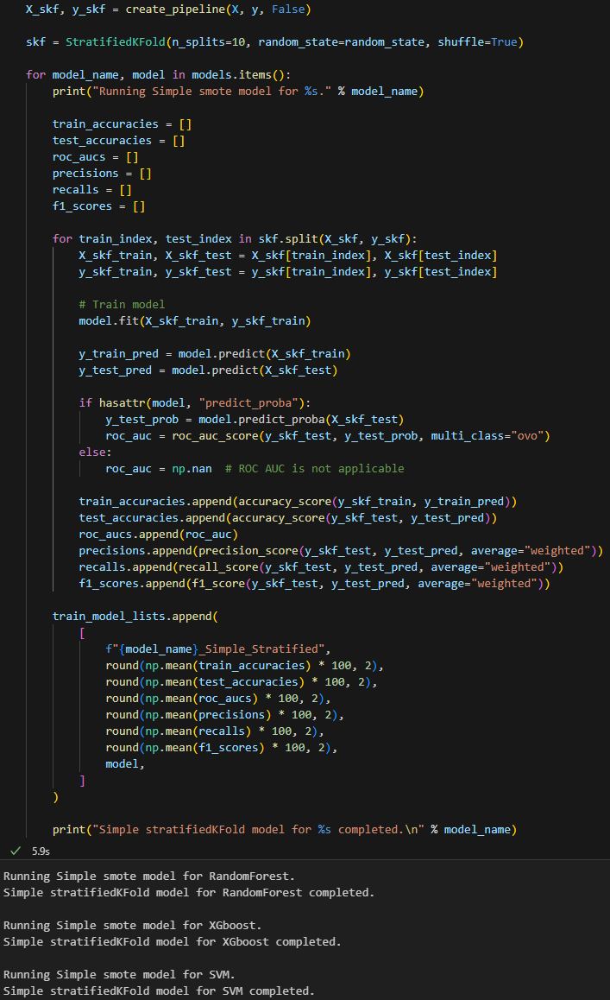 X_skf, y_skf = create_pipeline(X, y, False)
skf = StratifiedKFold(n_splits=10, random_state=random_state, shuffle=True)
for model_name, model in models.items():
print("Running Simple smote model for %s." % model_name)
train_accuracies = []
test_accuracies = []
roc_aucs = []
precisions = []
recalls = []
f1_scores = []
for train_index, test_index in skf.split(X_skf, y_skf):
X_skf_train, X_skf_test = X_skf[train_index], X_skf[test_index]
y_skf_train, y_skf_test = y_skf[train_index], y_skf[test_index]
# Train model
model.fit(X_skf_train, y_skf_train)
y_train_pred = model.predict(X_skf_train)
y_test_pred = model.predict(X_skf_test)
if hasattr(model, "predict_proba"):
y_test_prob = model.predict_proba(X_skf_test)
roc_auc = roc_auc_score(y_skf_test, y_test_prob, multi_class="ovo")
else:
roc_auc = np.nan  # ROC AUC is not applicable
train_accuracies.append(accuracy_score(y_skf_train, y_train_pred))
test_accuracies.append(accuracy_score(y_skf_test, y_test_pred))
roc_aucs.append(roc_auc)
precisions.append(precision_score(y_skf_test, y_test_pred, average="weighted"))
recalls.append(recall_score(y_skf_test, y_test_pred, average="weighted"))
f1_scores.append(f1_score(y_skf_test, y_test_pred, average="weighted"))
train_model_lists.append(
[
f"{model_name}_Simple_Stratified",
round(np.mean(train_accuracies) * 100, 2),
round(np.mean(test_accuracies) * 100, 2),
round(np.mean(roc_aucs) * 100, 2),
round(np.mean(precisions) * 100, 2),
round(np.mean(recalls) * 100, 2),
round(np.mean(f1_scores) * 100, 2),
model,
]
)
print("Simple stratifiedKFold model for %s completed.\n" % model_name)
5.9s
Running Simple smote model for RandomForest.
Simple stratifiedKFold model for RandomForest completed.
Running Simple smote model for XGboost.
Simple stratifiedKFold model for XGboost completed.
Running Simple smote model for SVM.
Simple stratifiedKFold model for SVM completed.